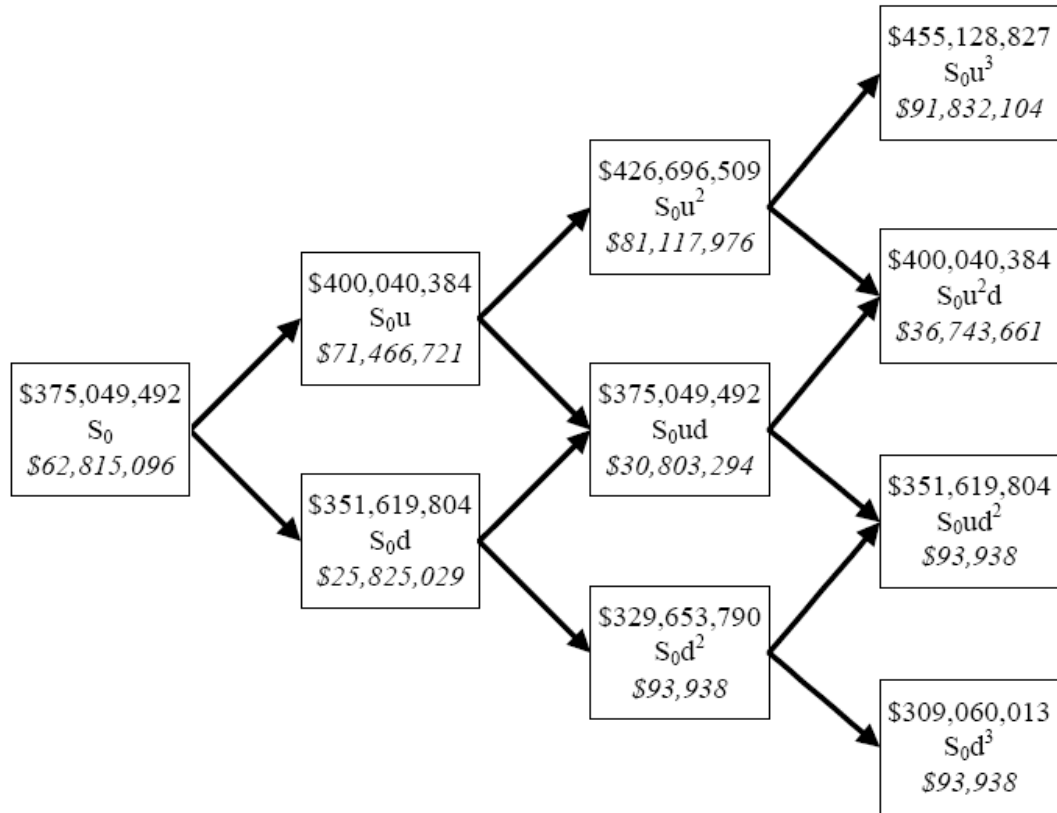 $375,049,492
S₀
$62,815,096
$400,040,384
S₀u
$71,466,721
$351,619,804
S₀d
$25,825,029
$426,696,509
S₀u²
$81,117,976
$375,049,492
S₀ud
$30,803,294
$329,653,790
S₀d²
$93,938
$455,128,827
S₀u³
$91,832,104
$400,040,384
S₀u²d
$36,743,661
$351,619,804
S₀ud²
$93,938
$309,060,013
S₀d³
$93,938